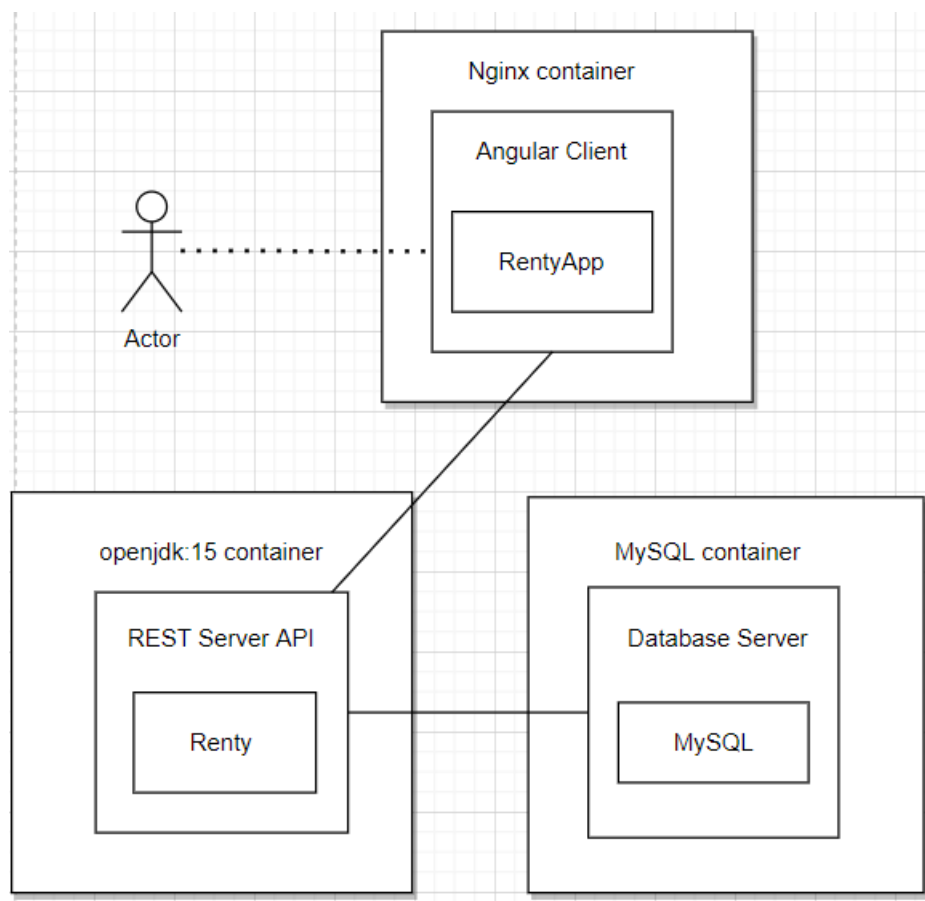 Nginx container
Angular Client
RentyApp
Actor
openjdk:15 container
REST Server API
Renty
MySQL container
Database Server
MySQL